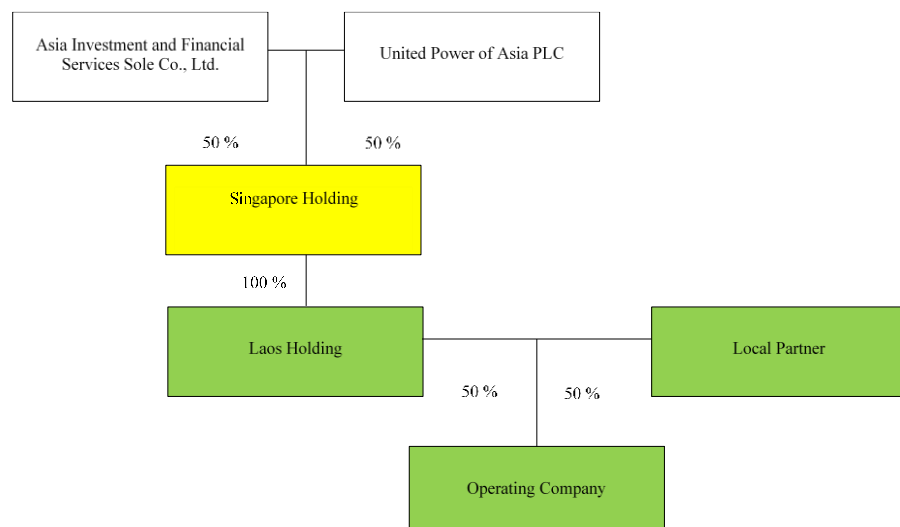 Asia Investment and Financial
Services Sole Co., Ltd.
United Power of Asia PLC
50 %
50 %
Singapore Holding
100 %
Laos Holding
Local Partner
50 %
50 %
Operating Company